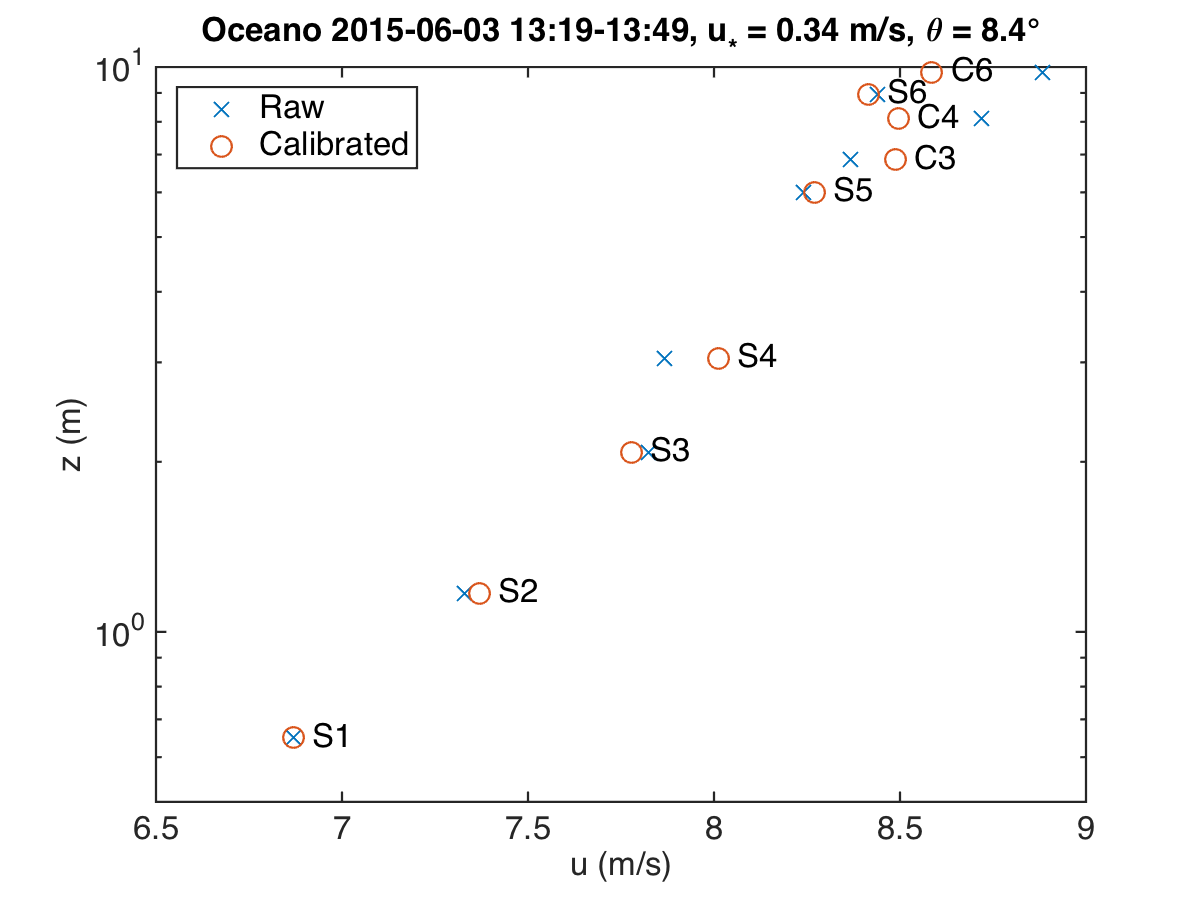 Oceano 2015-06-03 13:19-13:49, u* = 0.34 m/s, θ = 8.4°
10¹
Raw
Calibrated
C6
S6
C4
C3
S5
S4
S3
S2
10⁰
S1
z (m)
6.5 7 7.5 8 8.5 9
u (m/s)